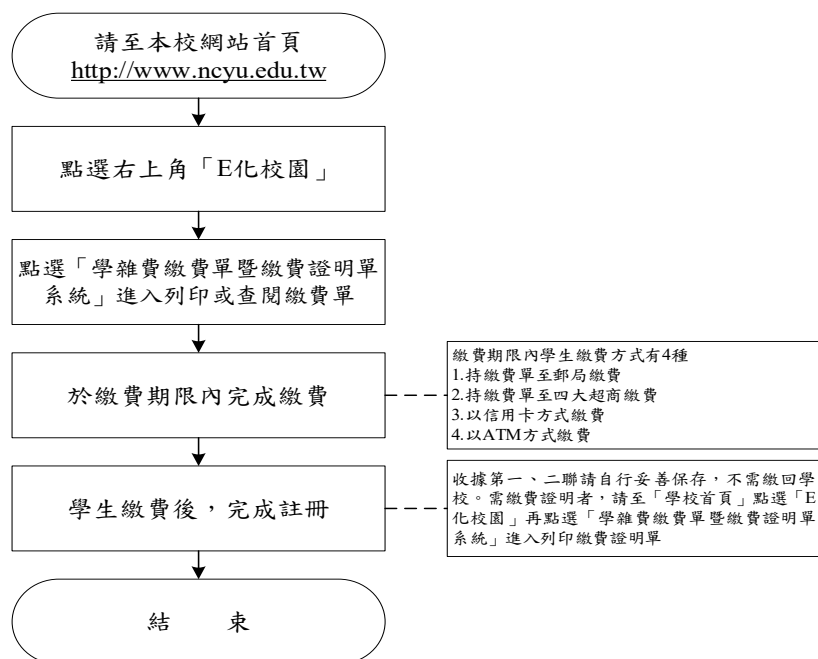 請至本校網站首頁
http://www.ncyu.edu.tw
點選右上角「E化校園」
點選「學雜費繳費單暨繳費證明單
系統」進入列印或查閱繳費單
於繳費期限內完成繳費
繳費期限內學生繳費方式有4種
1.持繳費單至郵局繳費
2.持繳費單至四大超商繳費
3.以信用卡方式繳費
4.以ATM方式繳費
學生繳費後，完成註冊
收據第一、二聯請自行妥善保存，不需繳回學
校。需繳費證明者，請至「學校首頁」點選「E
化校園」再點選「學雜費繳費單暨繳費證明單
系統」進入列印繳費證明單
結　　束